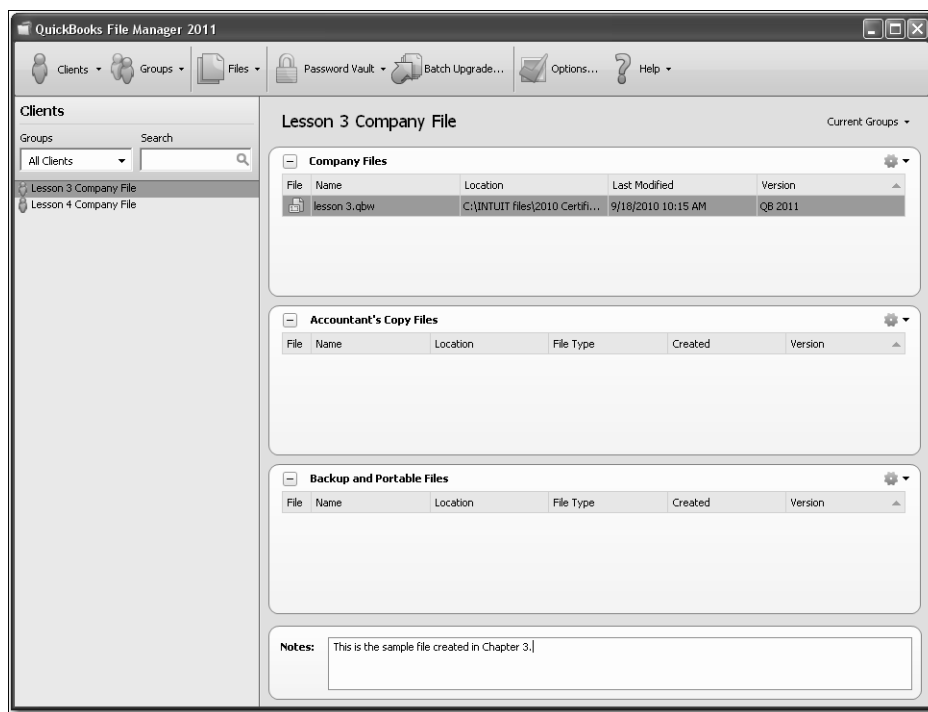 QuickBooks File Manager 2011
Clients Groups Files Password Vault Batch Upgrade... Options... Help
Clients
Groups Search
All Clients
Lesson 3 Company File
Lesson 4 Company File
Lesson 3 Company File
Current Groups
Company Files
File Name Location Last Modified Version
lesson 3.qbw C:\INTUIT files\2010 Certifi... 9/18/2010 10:15 AM QB 2011
Accountant's Copy Files
File Name Location File Type Created Version
Backup and Portable Files
File Name Location File Type Created Version
Notes: This is the sample file created in Chapter 3.